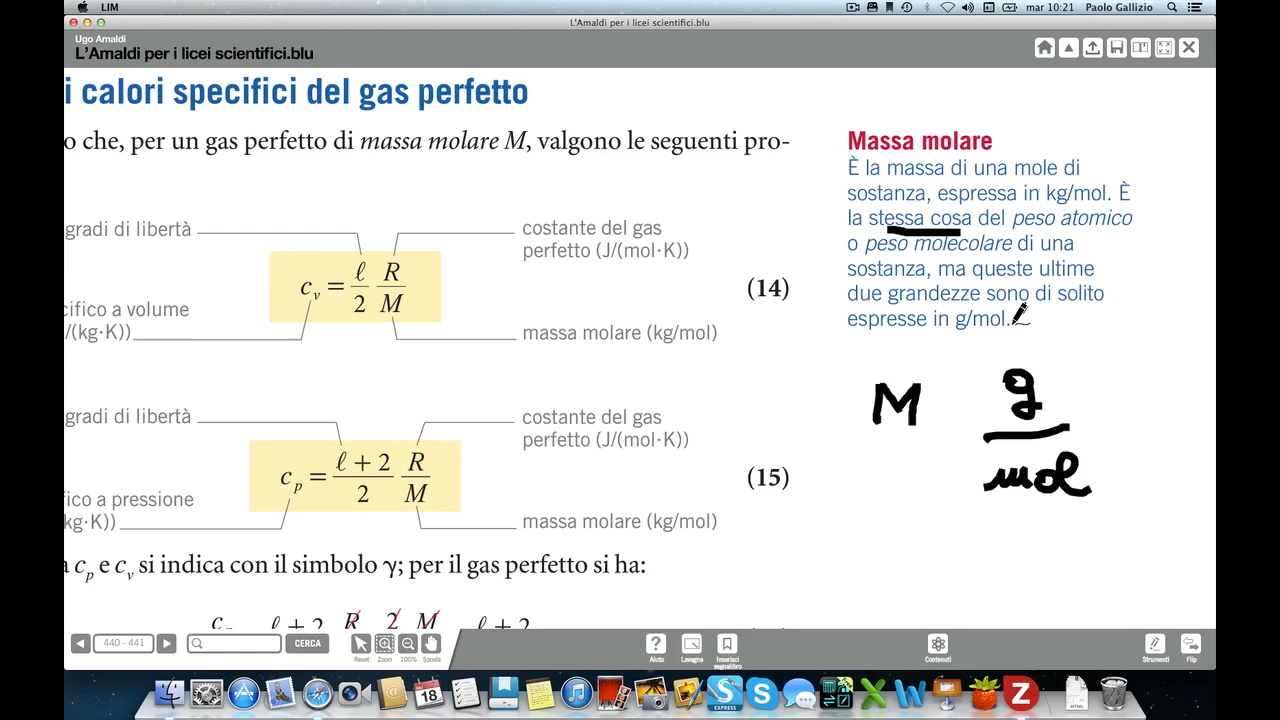 LIM
mar 10:21 Paolo Gallizio
L'Amaldi per i licei scientifici.blu
Ugo Amaldi
L'Amaldi per i licei scientifici.blu
i calori specifici del gas perfetto
o che, per un gas perfetto di massa molare M, valgono le seguenti pro-
gradi di libertà
costante del gas
perfetto (J/(mol·K))
c_v = ℓ/2 R/M
(14)
cifico a volume
/(kg·K))
massa molare (kg/mol)
gradi di libertà
costante del gas
perfetto (J/(mol·K))
c_p = (ℓ + 2)/2 R/M
(15)
fico a pressione
kg·K))
massa molare (kg/mol)
a c_p e c_v si indica con il simbolo γ; per il gas perfetto si ha:
ℓ + 2 R 2 M ℓ + 2
Massa molare
È la massa di una mole di
sostanza, espressa in kg/mol. È
la stessa cosa del peso atomico
o peso molecolare di una
sostanza, ma queste ultime
due grandezze sono di solito
espresse in g/mol.
M g
mol
440 - 441
CERCA
Reset Zoom 100% Sposta
Aiuto Lavagna Inserisci
segnalibro
Contenuti
Strumenti Flip
18
EXPRESS
HTML